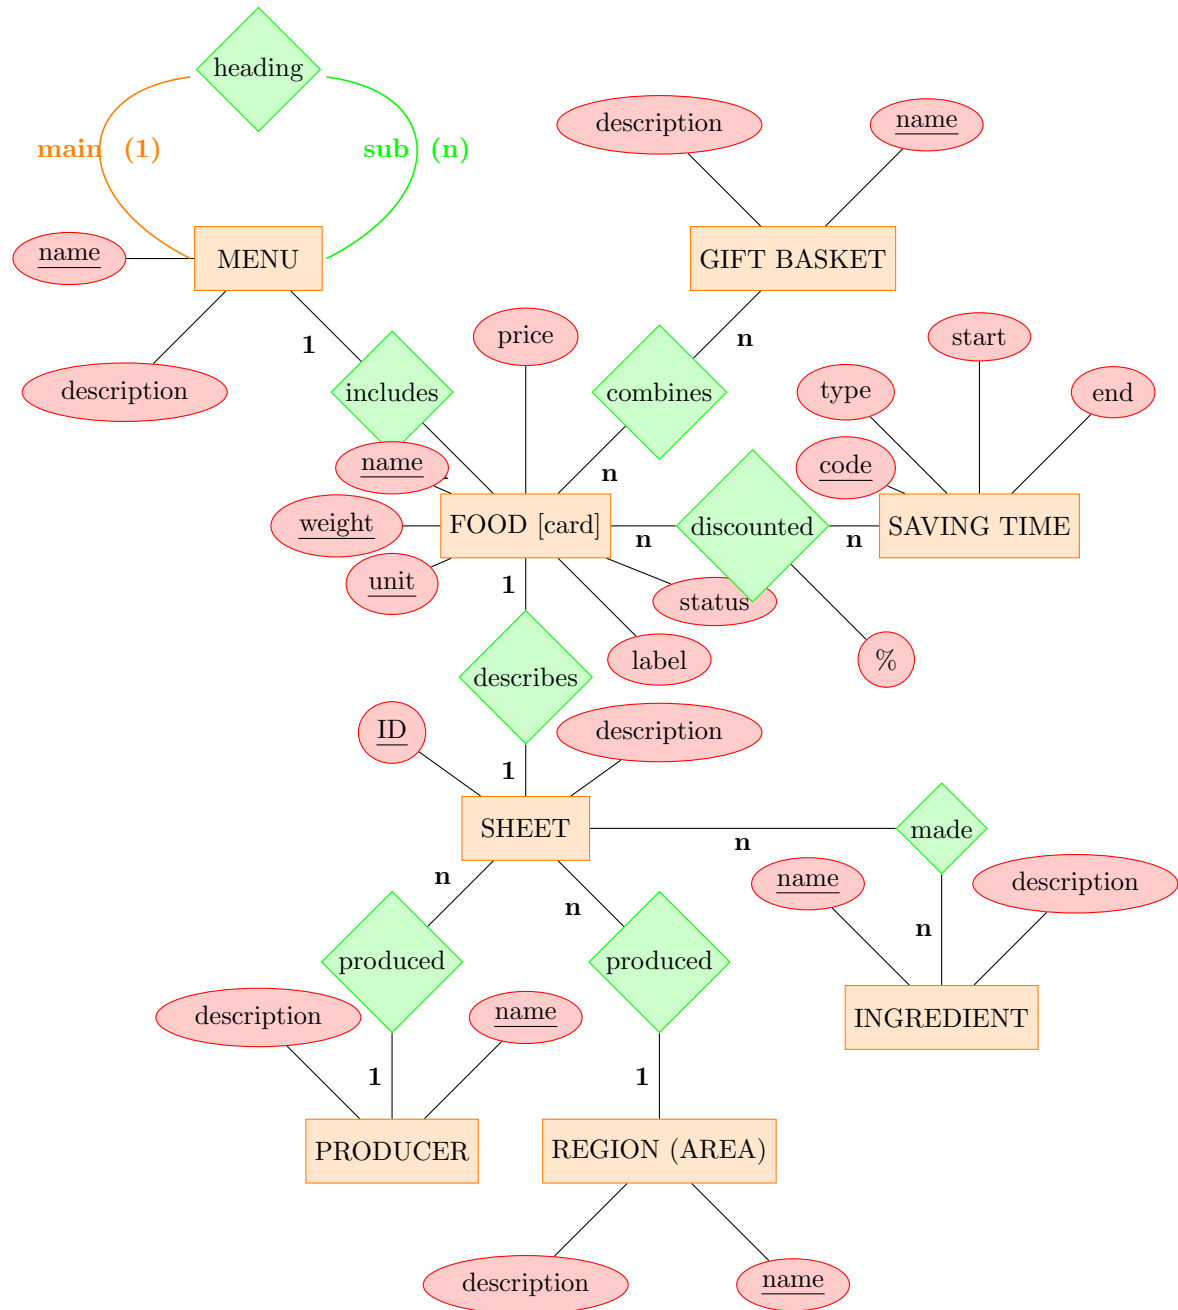 heading
main (1)
sub (n)
description
name
name
MENU
GIFT BASKET
1
price
n
start
description
includes
combines
type
end
name
n
code
weight
FOOD [card]
n
discounted
n
SAVING TIME
unit
1
status
label
%
describes
ID
description
1
SHEET
made
n
n
n
name
description
n
produced
produced
description
name
INGREDIENT
1
1
PRODUCER
REGION (AREA)
description
name